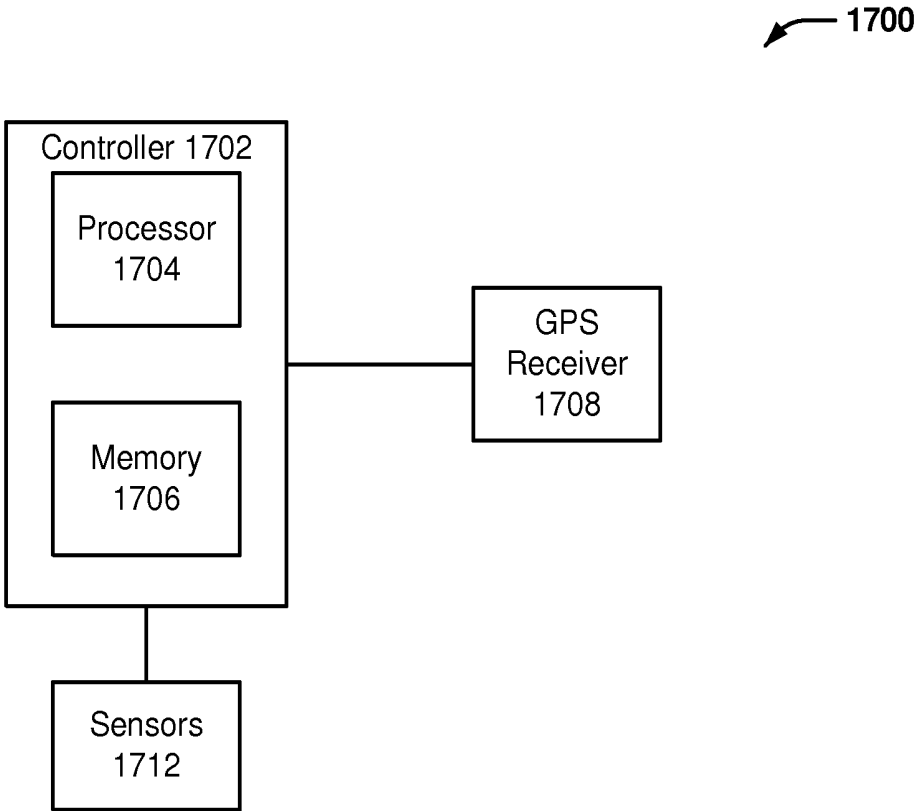 1700
Controller 1702
Processor
1704
GPS
Receiver
1708
Memory
1706
Sensors
1712